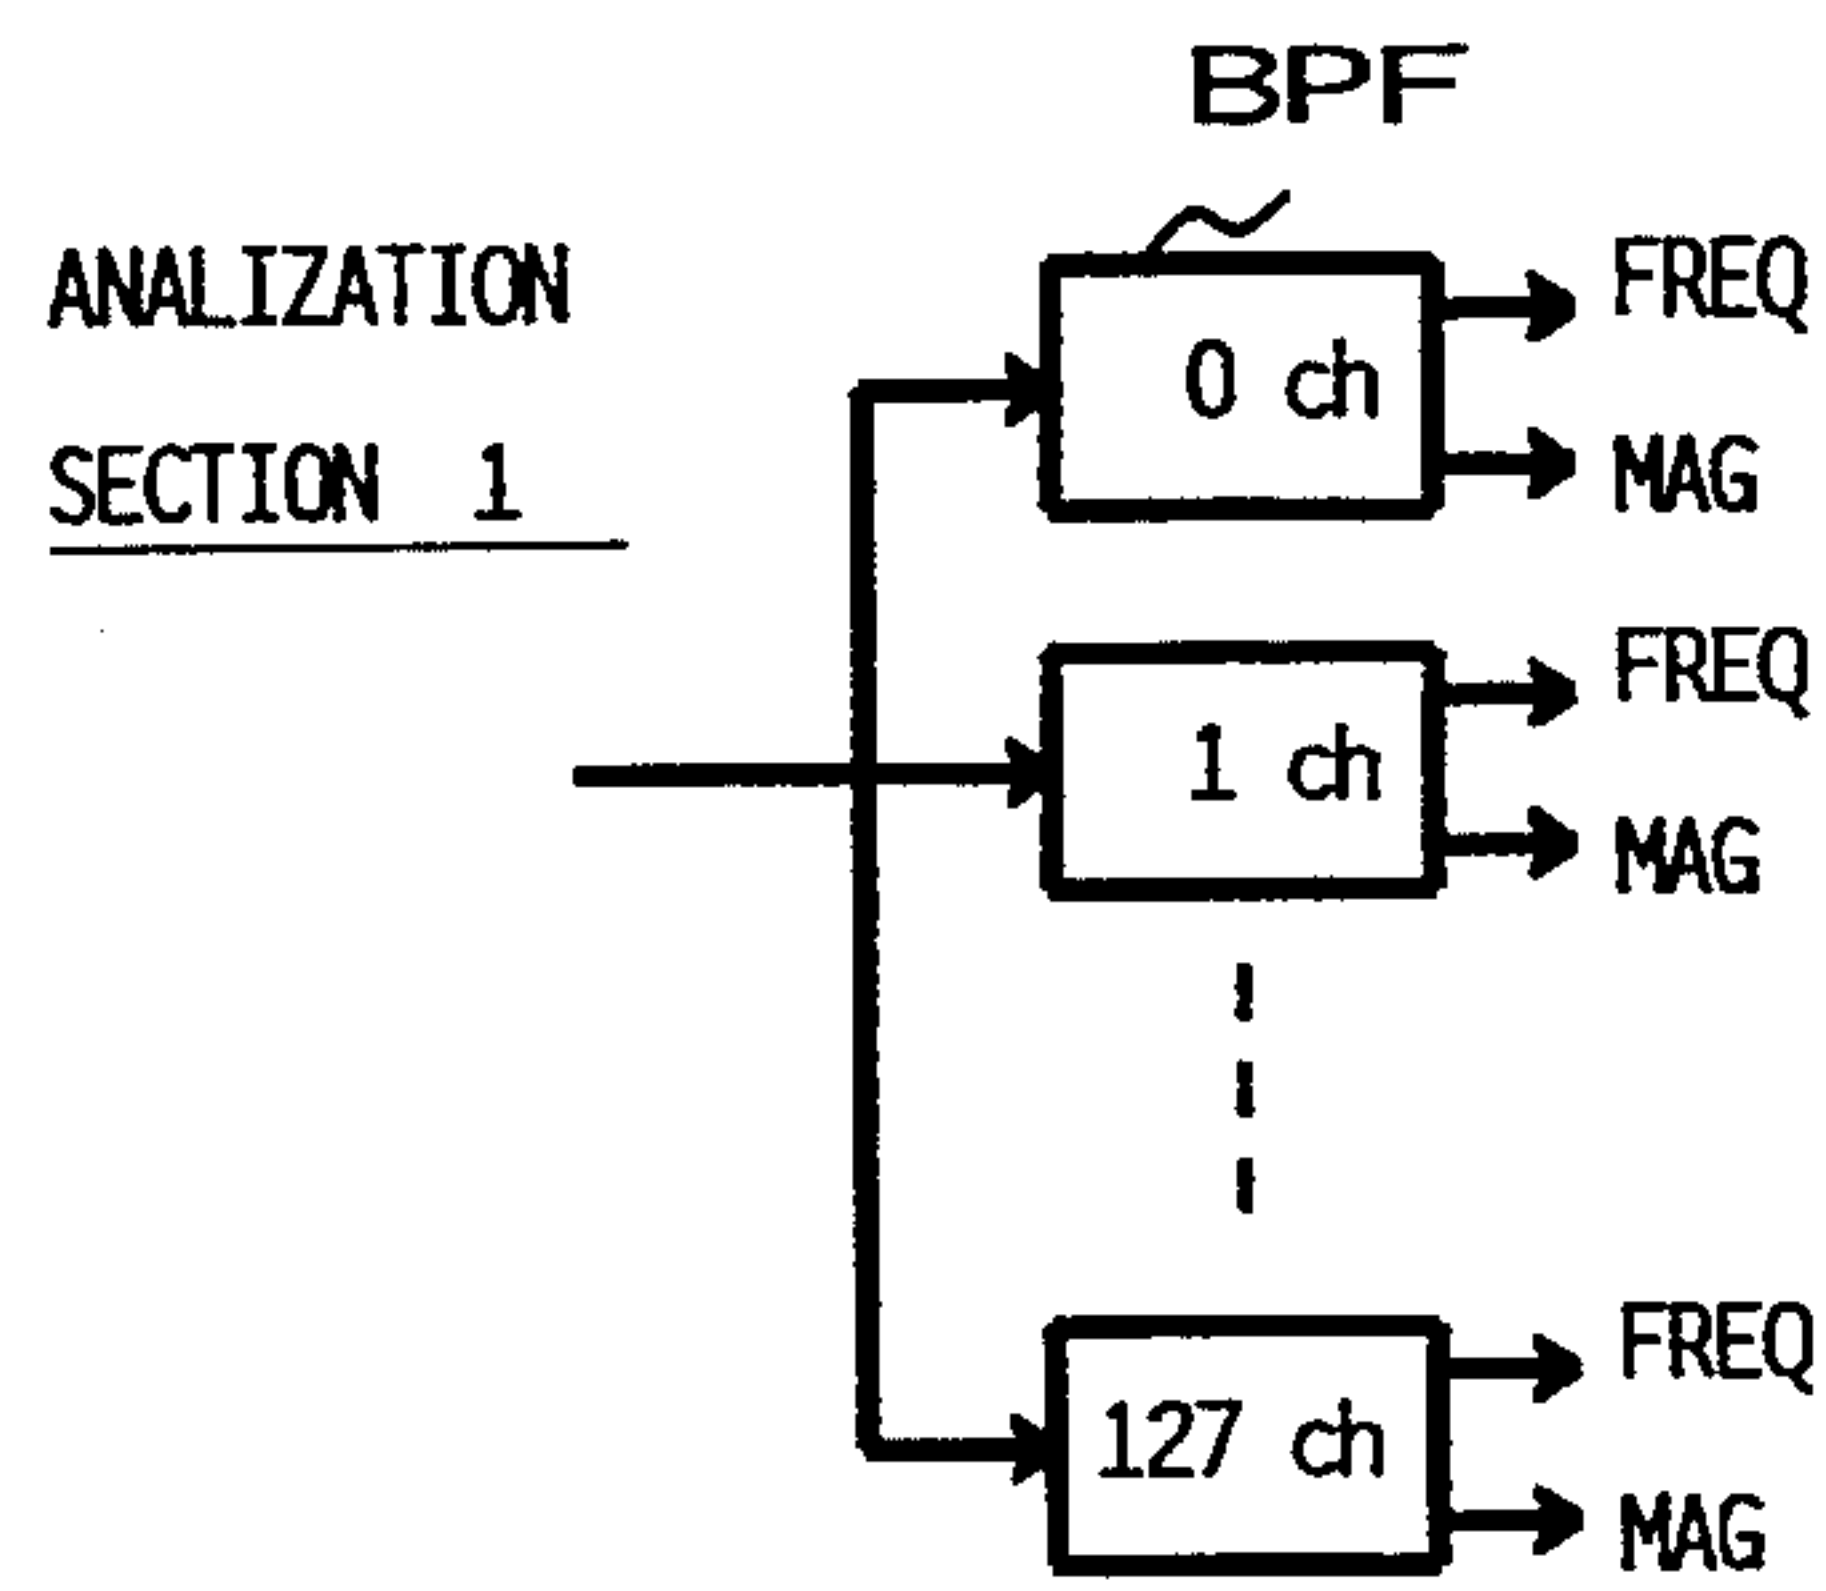 BPF
ANALIZATION
SECTION 1
0 ch
FREQ
MAG
1 ch
FREQ
MAG
127 ch
FREQ
MAG